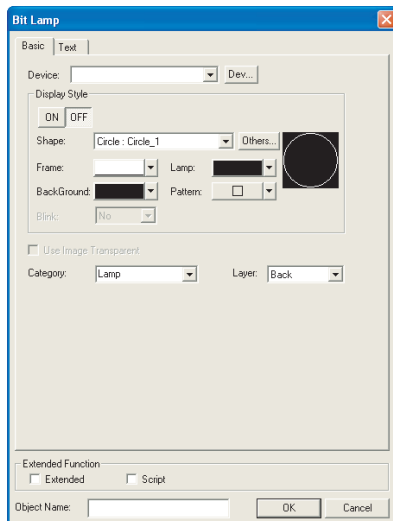 Bit Lamp
Basic Text
Device: Dev...
Display Style
ON OFF
Shape: Circle : Circle_1 Others...
Frame: Lamp:
BackGround: Pattern:
Blink: No
Use Image Transparent
Category: Lamp Layer: Back
Extended Function
Extended Script
Object Name: OK Cancel